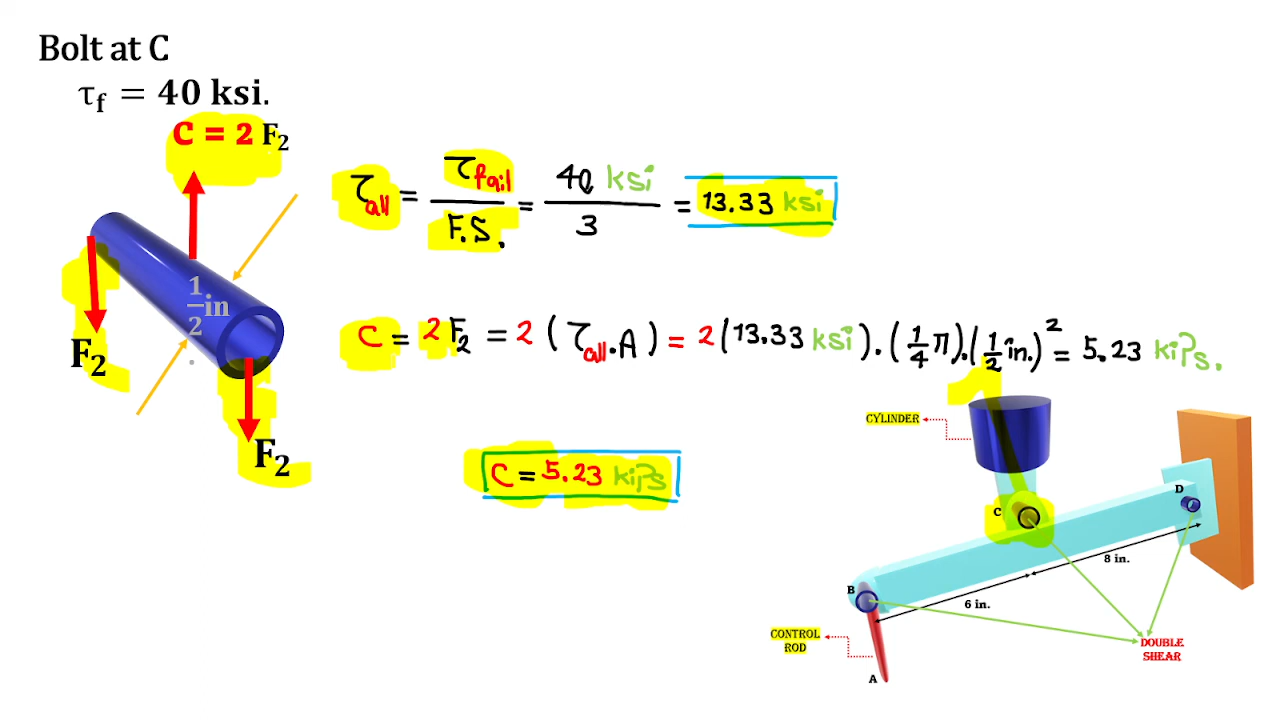 Bolt at C
τf = 40 ksi.
C = 2 F2
τall = τfail / F.S. = 40 ksi / 3 = 13.33 ksi
1/2 in
F2
F2
C = 2 F2 = 2 ( τall . A ) = 2 ( 13.33 ksi ) . ( 1/4 π ) . ( 1/2 in. )² = 5.23 kips.
C = 5.23 kips
CYLINDER
C
D
8 in.
B
6 in.
CONTROL
ROD
DOUBLE
SHEAR
A